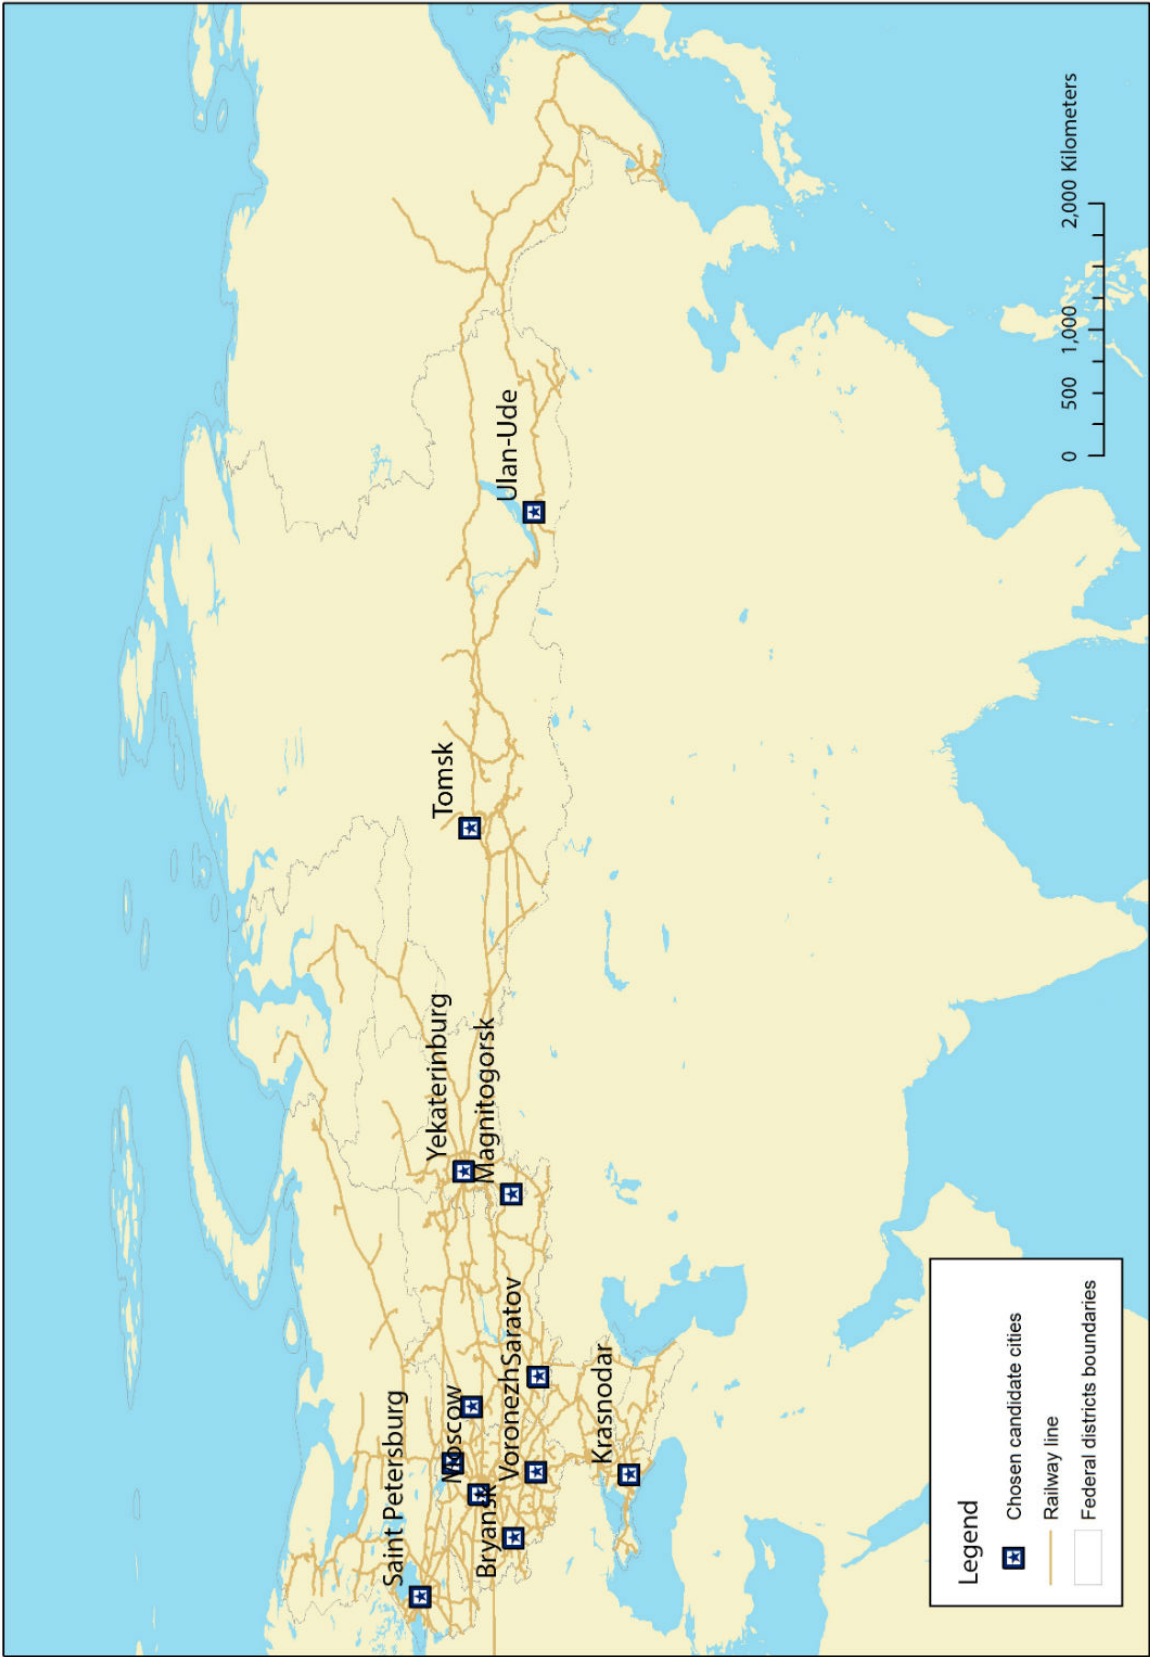 Saint Petersburg
Moscow
Bryansk
Voronezh
Saratov
Krasnodar
Yekaterinburg
Magnitogorsk
Tomsk
Ulan-Ude
Legend
Chosen candidate cities
Railway line
Federal districts boundaries
0 500 1,000 2,000 Kilometers